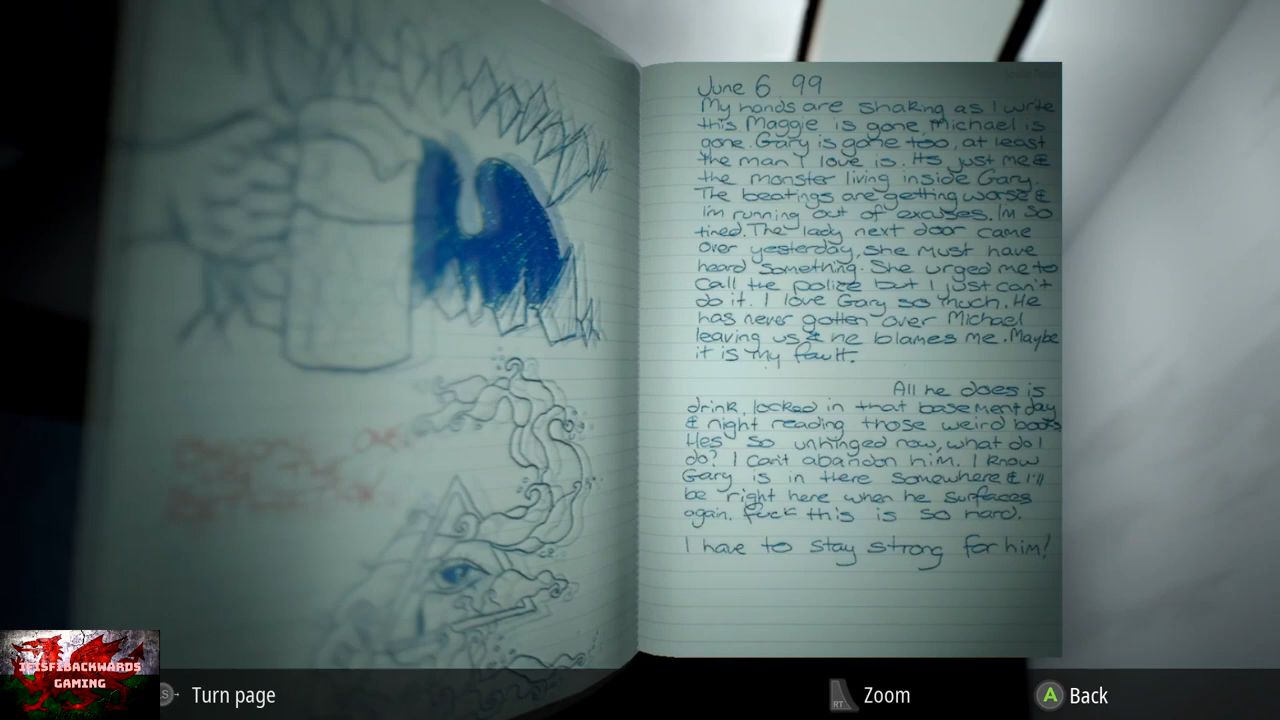 June 6 99
My hands are shaking as I write
this. Maggie is gone, Michael is
gone. Gary is gone too, at least
the man I love is. Its just me &
the monster living inside Gary.
The beatings are getting worse &
I'm running out of excuses. I'm so
tired. The lady next door came
over yesterday, she must have
heard something. She urged me to
call the police but I just can't
do it. I love Gary so much. He
has never gotten over Michael
leaving us & he blames me. Maybe
it is my fault.
All he does is
drink, locked in that basement day
& night reading those weird books
Hes so unhinged now, what do I
do? I can't abandon him. I know
Gary is in there somewhere & I'll
be right here when he surfaces
again. Fuck this is so hard.
I have to stay strong for him!
IFISFIBACKWARDS
GAMING
Turn page
RT
Zoom
A
Back